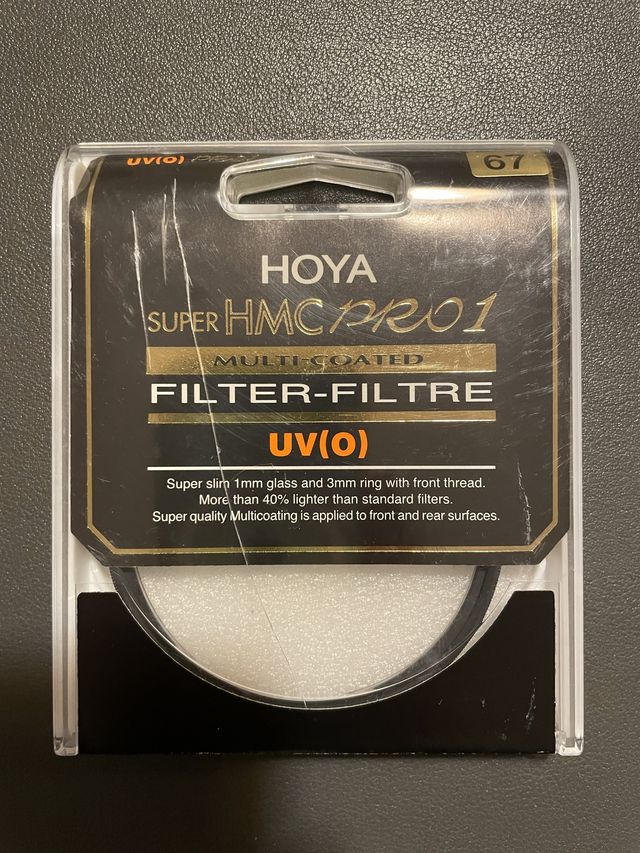 UV(O)
67
HOYA
SUPER HMC PRO1
MULTI-COATED
FILTER-FILTRE
UV(O)
Super slim 1mm glass and 3mm ring with front thread.
More than 40% lighter than standard filters.
Super quality Multicoating is applied to front and rear surfaces.